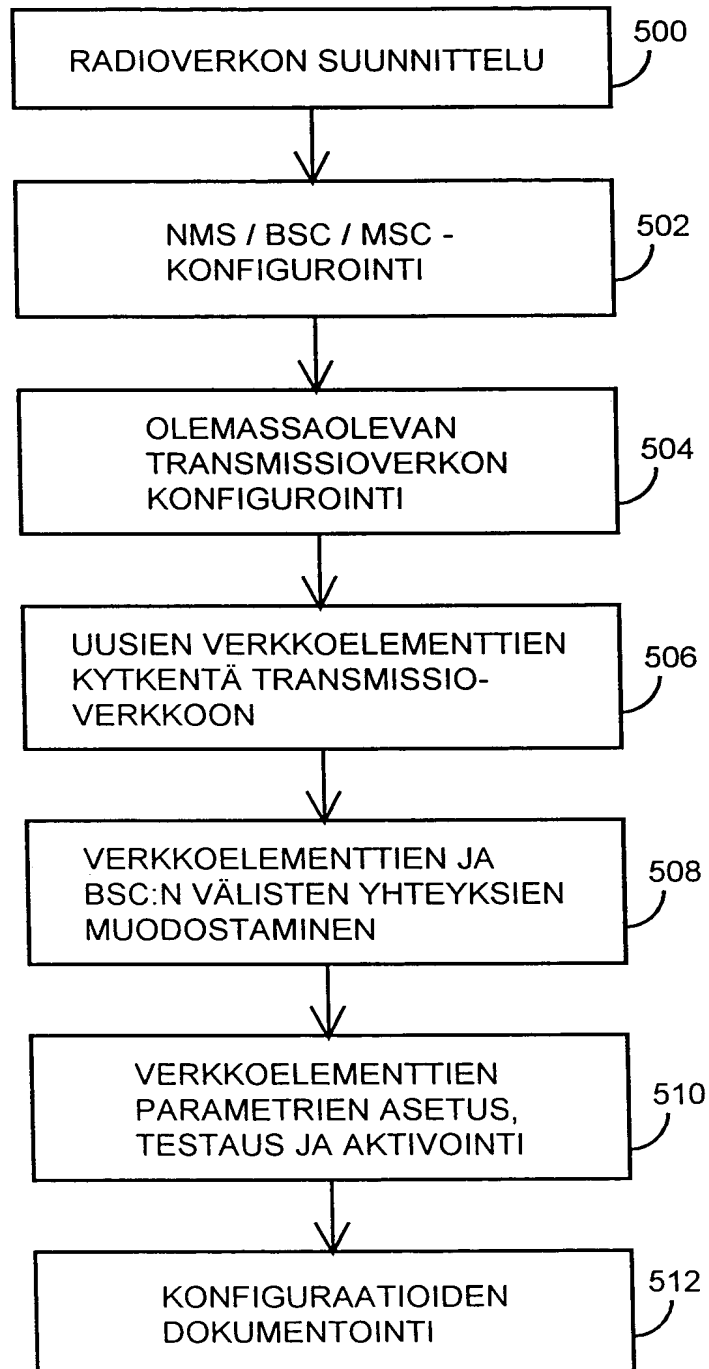 RADIOVERKON SUUNNITTELU
500
NMS / BSC / MSC -
KONFIGUROINTI
502
OLEMASSAOLEVAN
TRANSMISSIOVERKON
KONFIGUROINTI
504
UUSIEN VERKKOELEMENTTIEN
KYTKENTÄ TRANSMISSIO-
VERKKOON
506
VERKKOELEMENTTIEN JA
BSC:N VÄLISTEN YHTEYKSIEN
MUODOSTAMINEN
508
VERKKOELEMENTTIEN
PARAMETRIEN ASETUS,
TESTAUS JA AKTIVOINTI
510
KONFIGURAATIOIDEN
DOKUMENTOINTI
512